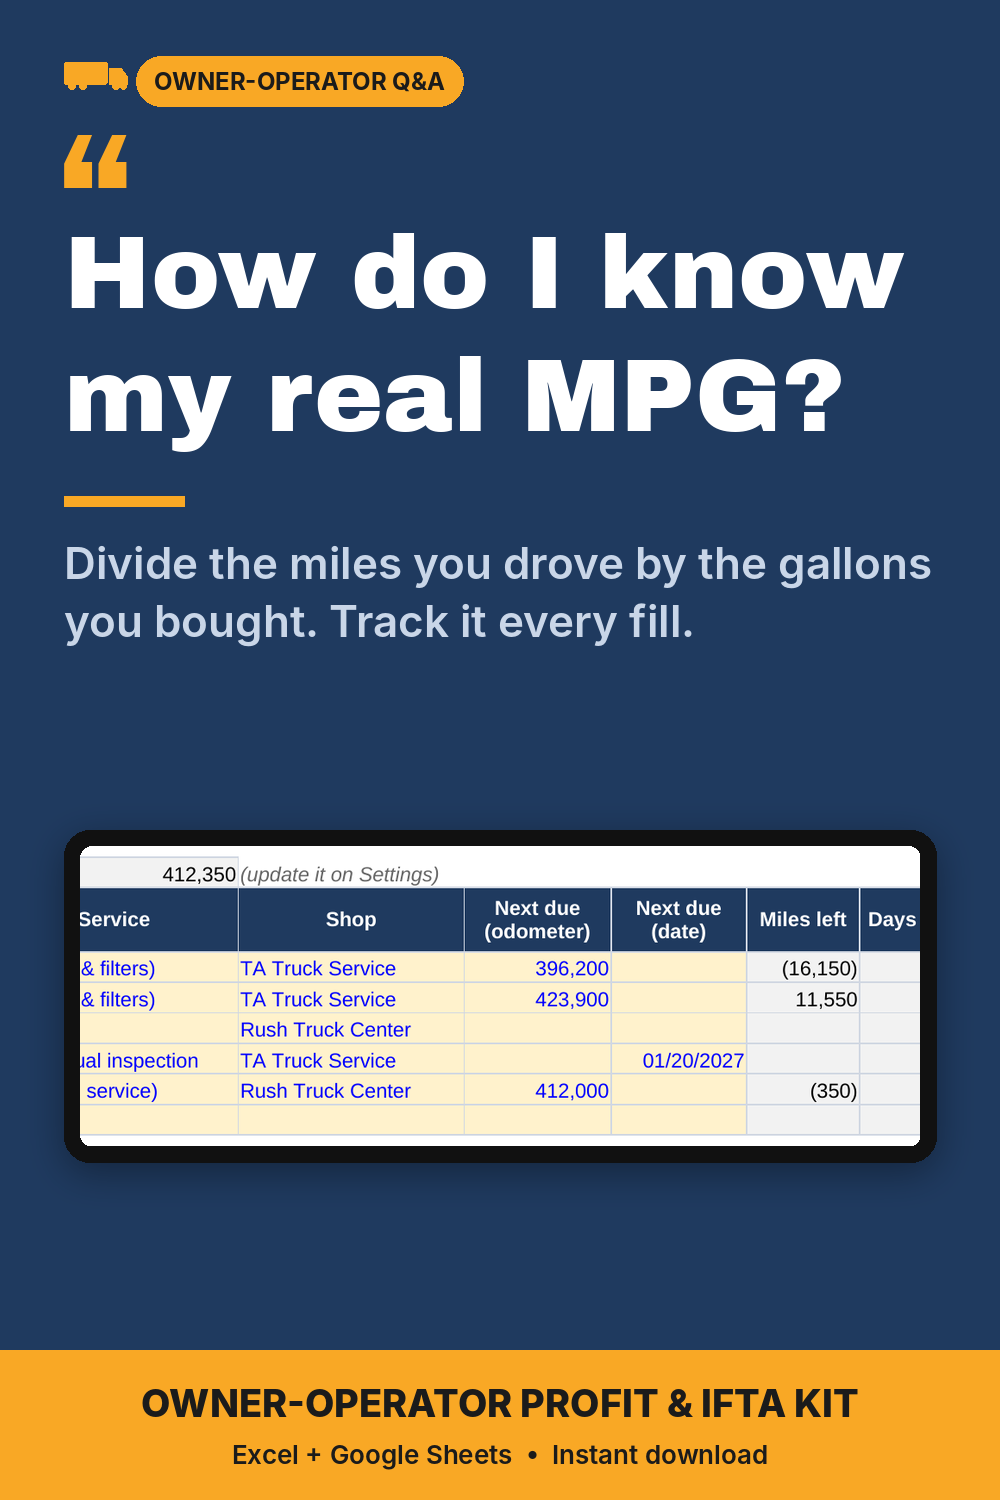 OWNER-OPERATOR Q&A
“
How do I know
my real MPG?
Divide the miles you drove by the gallons
you bought. Track it every fill.
412,350 (update it on Settings)
Service Shop Next due (odometer) Next due (date) Miles left Days
& filters) TA Truck Service 396,200 (16,150)
& filters) TA Truck Service 423,900 11,550
Rush Truck Center
ual inspection TA Truck Service 01/20/2027
service) Rush Truck Center 412,000 (350)
OWNER-OPERATOR PROFIT & IFTA KIT
Excel + Google Sheets • Instant download